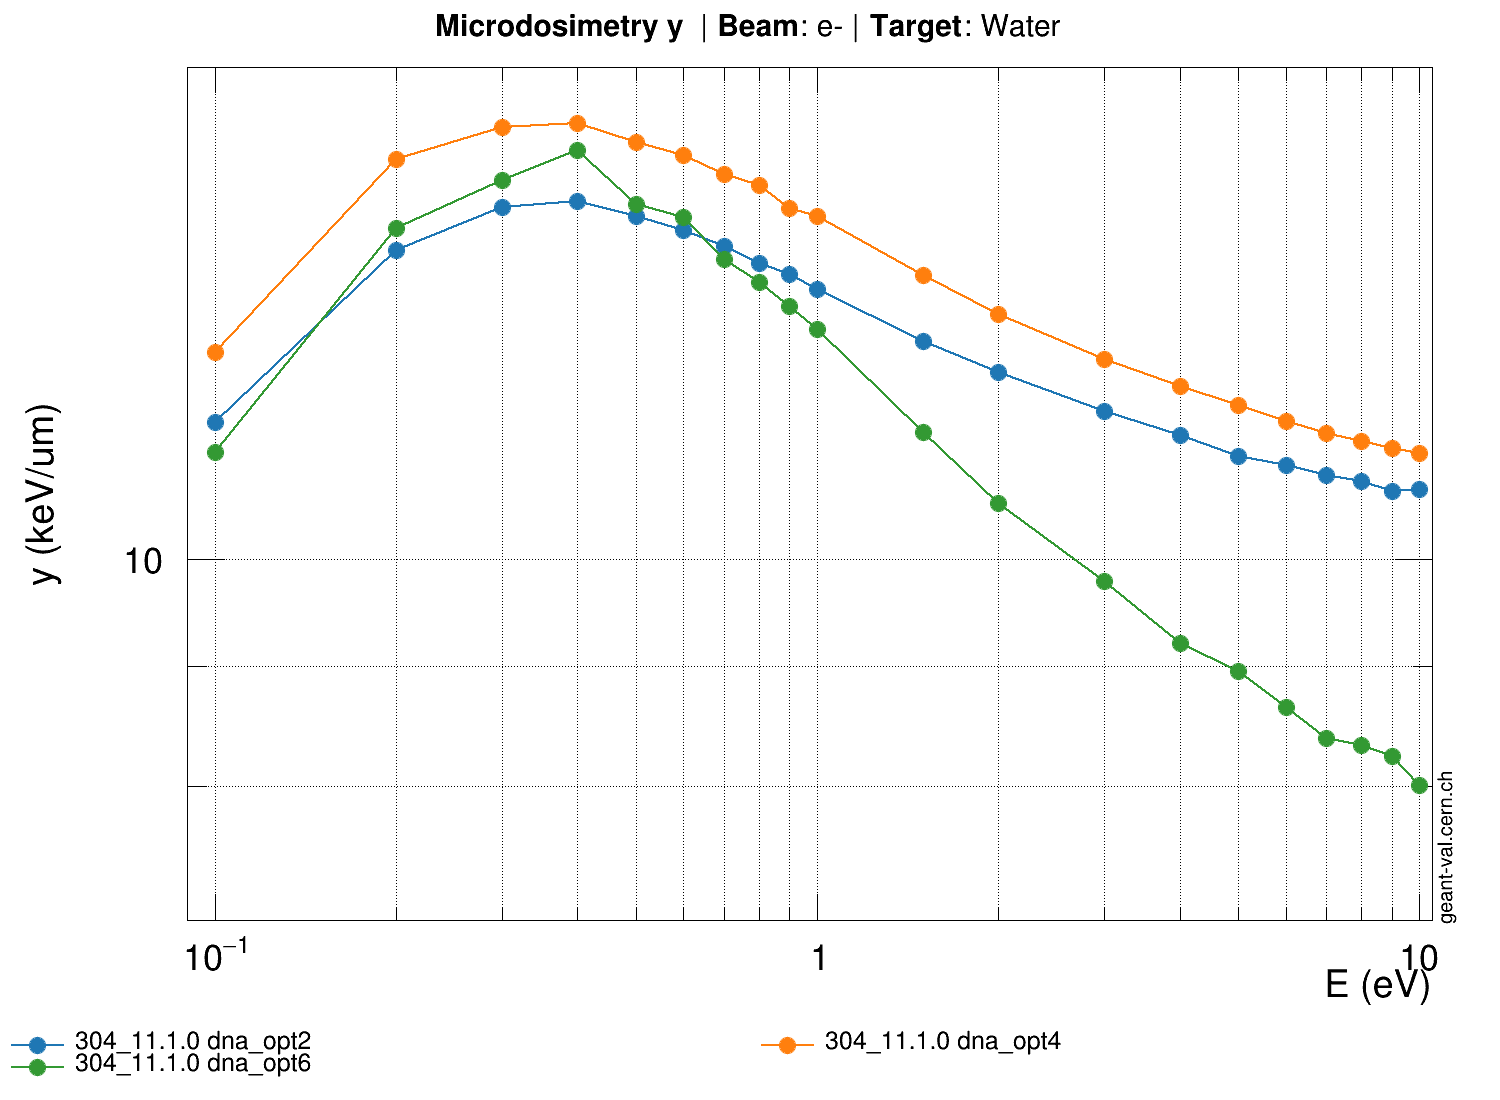 Microdosimetry y | Beam: e- | Target: Water
y (keV/um)
10
10⁻¹
1
10
E (eV)
geant-val.cern.ch
304_11.1.0 dna_opt2
304_11.1.0 dna_opt4
304_11.1.0 dna_opt6